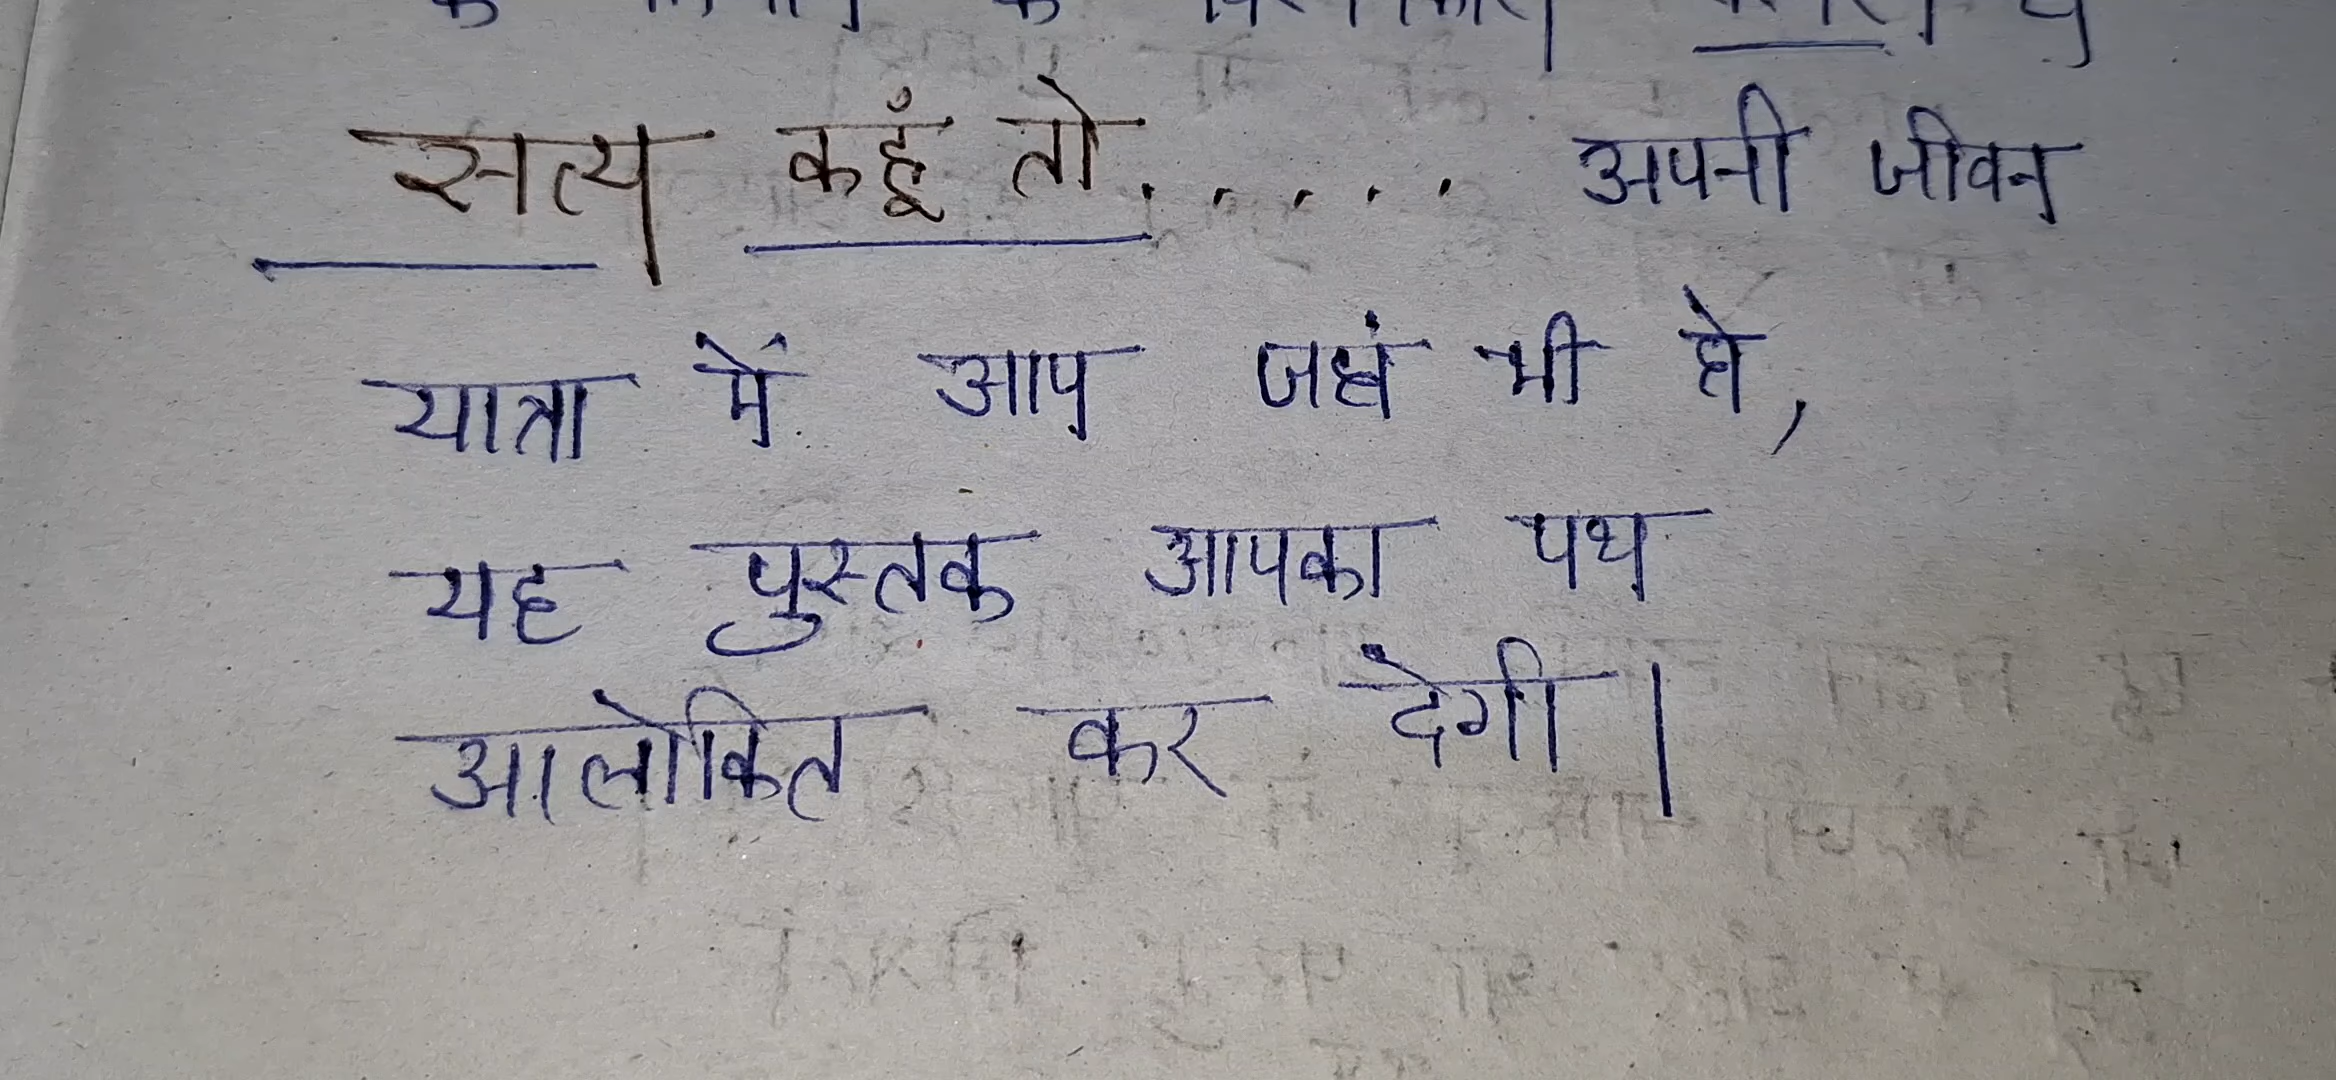 सत्य कहूँ तो...... अपनी जीवन
यात्रा में आप जहां भी हो,
यह पुस्तक आपका पथ
आलोकित कर देगी।